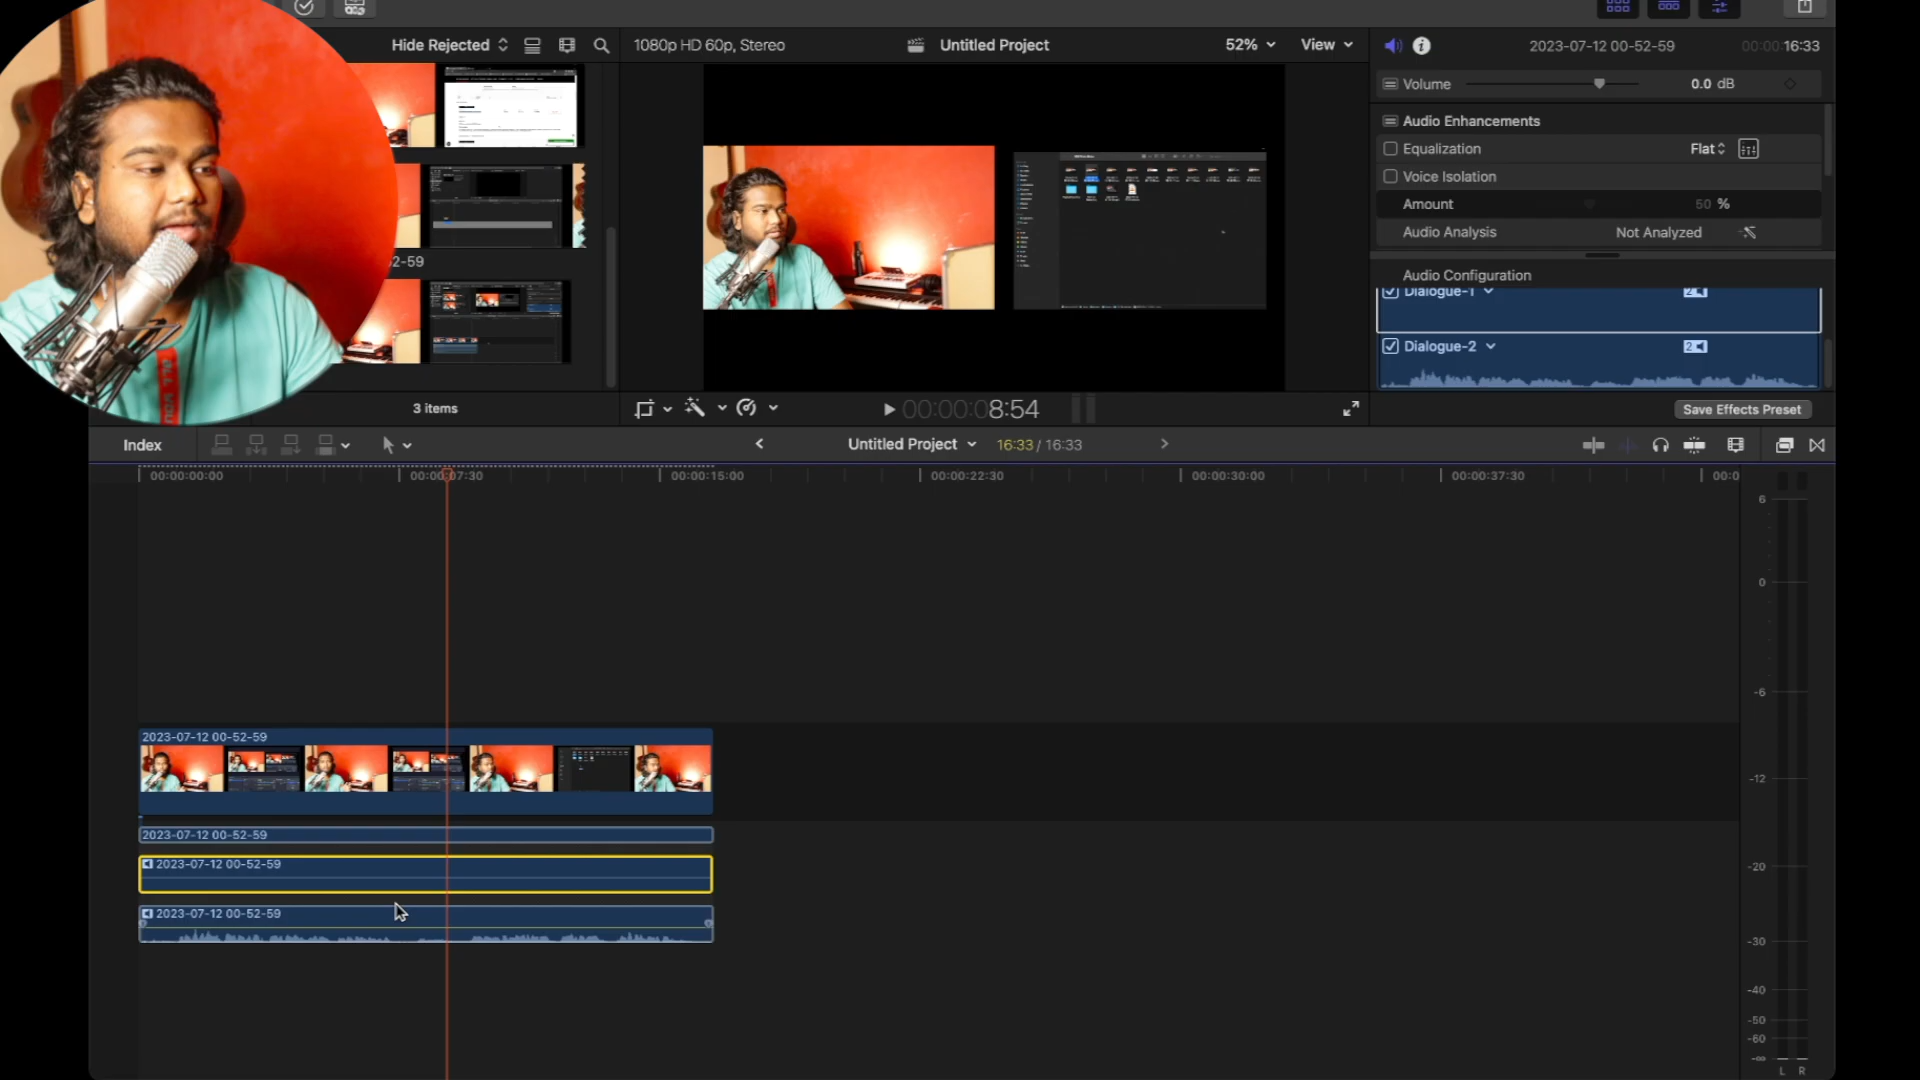 Hide Rejected
1080p HD 60p, Stereo
Untitled Project
52%
View
2023-07-12 00-52-59
00:00:16:33
Volume
0.0 dB
Audio Enhancements
Equalization
Flat
Voice Isolation
Amount
50 %
Audio Analysis
Not Analyzed
Audio Configuration
Dialogue-1
2
Dialogue-2
2
2-59
3 items
00:00:08:54
Save Effects Preset
Index
Untitled Project
16:33 / 16:33
00:00:00:00
00:00:07:30
00:00:15:00
00:00:22:30
00:00:30:00
00:00:37:30
00:0
2023-07-12 00-52-59
2023-07-12 00-52-59
2023-07-12 00-52-59
2023-07-12 00-52-59
6
0
-6
-12
-20
-30
-40
-50
-60
-∞
L R